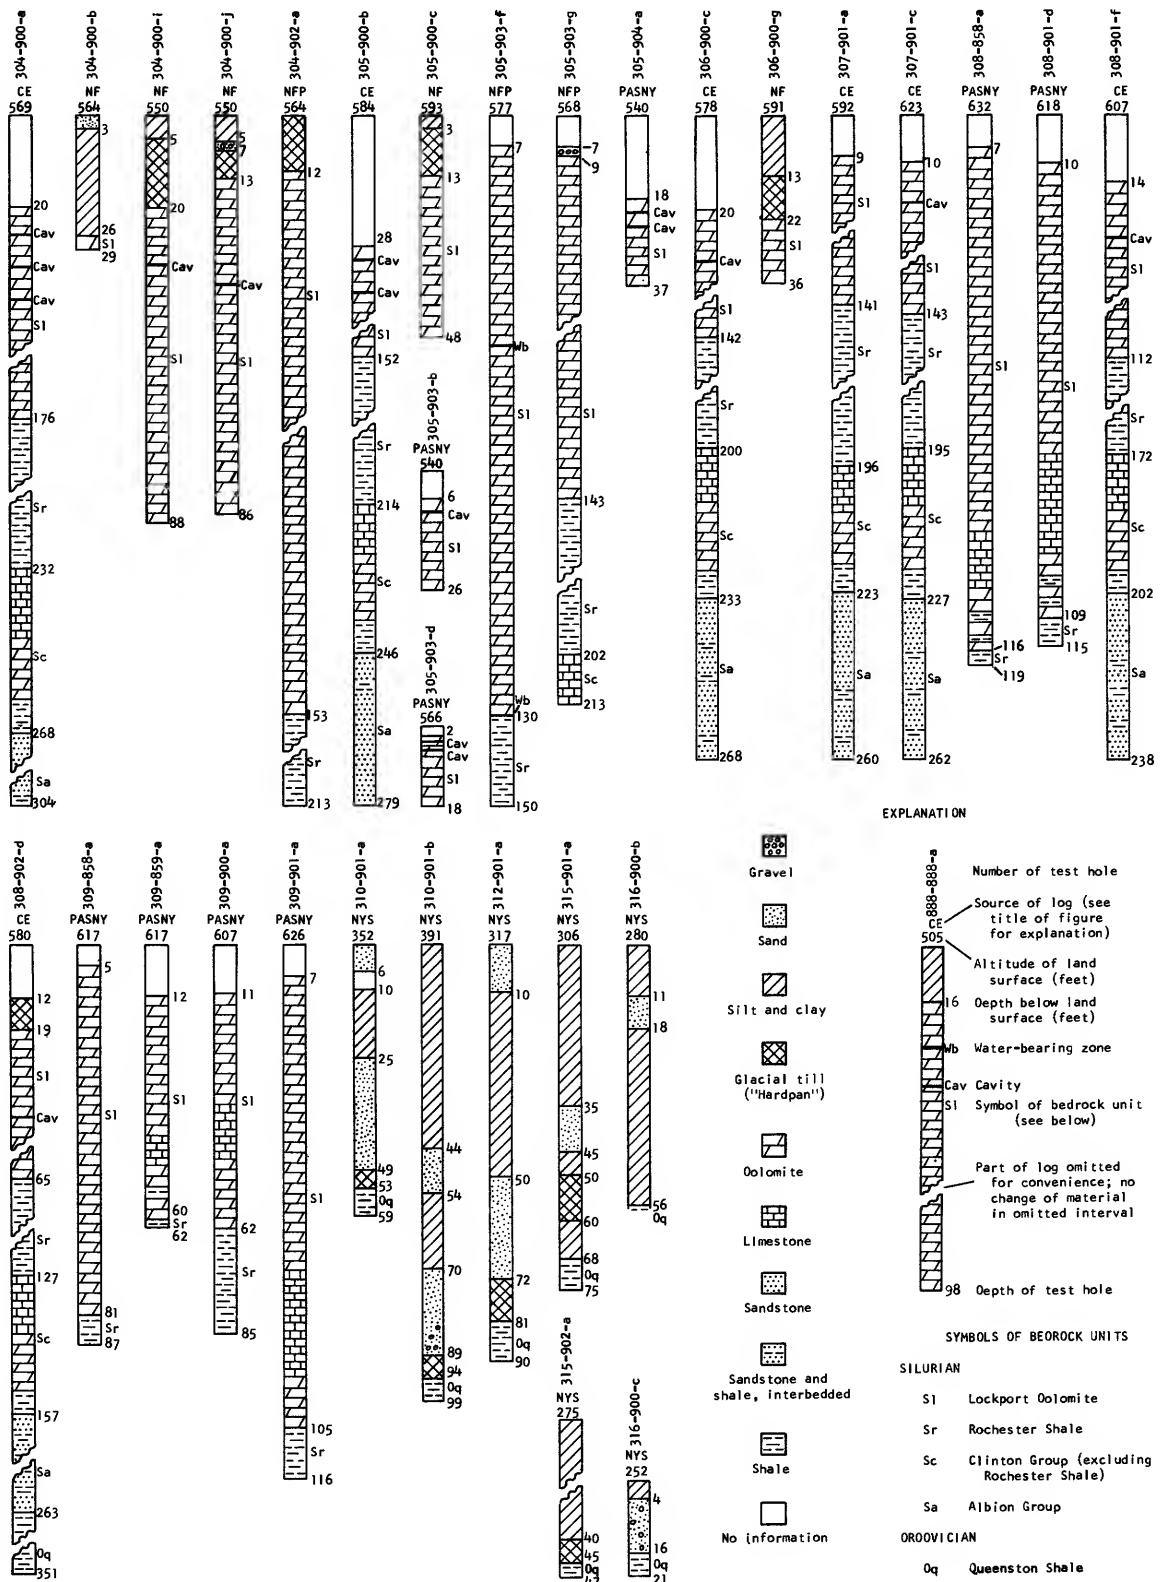 304-900-a
CE
569
20
Cav
Cav
Cav
Sl
176
Sr
232
Sc
268
Sa
304
304-900-b
NF
564
3
26
Sl
29
304-900-i
NF
550
5
20
Cav
Sl
88
304-900-j
NF
550
5
7
13
Cav
Sl
86
304-902-a
NFP
564
12
Sl
153
Sr
213
305-900-b
CE
584
28
Cav
Cav
Sl
152
Sr
214
Sc
246
Sa
279
305-900-c
NF
593
3
13
Sl
48
305-903-b
PASNY
540
6
Cav
Sl
26
305-903-d
PASNY
566
2
Cav
Cav
Sl
18
305-903-f
NFP
577
7
Wb
Sl
Wb
130
Sr
150
305-903-g
NFP
568
7
9
Sl
143
Sr
202
Sc
213
305-904-a
PASNY
540
18
Cav
Cav
Sl
37
306-900-c
CE
578
20
Cav
Sl
142
Sr
200
Sc
233
Sa
268
306-900-g
NF
591
13
22
Sl
36
307-901-a
CE
592
9
Sl
141
Sr
196
Sc
223
Sa
260
307-901-c
CE
623
10
Cav
Sl
143
Sr
195
Sc
227
Sa
262
308-858-a
PASNY
632
7
Sl
116
Sr
119
308-901-d
PASNY
618
10
Sl
109
Sr
115
308-901-f
CE
607
14
Cav
Sl
112
Sr
172
Sc
202
Sa
238
308-902-d
CE
580
12
19
Sl
Cav
65
Sr
127
Sc
157
Sa
263
Oq
351
309-858-a
PASNY
617
5
Sl
81
Sr
87
309-859-a
PASNY
617
12
Sl
60
Sr
62
309-900-a
PASNY
607
11
Sl
62
Sr
85
309-901-a
PASNY
626
7
Sl
105
Sr
116
310-901-a
NYS
352
6
10
25
49
53
Oq
59
310-901-b
NYS
391
44
54
70
89
94
Oq
99
312-901-a
NYS
317
10
50
72
81
Oq
90
315-901-a
NYS
306
35
45
50
60
68
Oq
75
315-902-a
NYS
275
40
45
Oq
316-900-b
NYS
280
11
18
56
Oq
316-900-c
NYS
252
4
16
Oq
21
Gravel
Sand
Silt and clay
Glacial till
("Hardpan")
Oolomite
Limestone
Sandstone
Sandstone and
shale, interbedded
Shale
No information
EXPLANATION
888-888-a
CE
505
16
Wb
Cav
Sl
98
Number of test hole
Source of log (see
title of figure
for explanation)
Altitude of land
surface (feet)
Oepth below land
surface (feet)
Water-bearing zone
Cavity
Symbol of bedrock unit
(see below)
Part of log omitted
for convenience; no
change of material
in omitted interval
Oepth of test hole
SYMBOLS OF BEOROCK UNITS
SILURIAN
Sl Lockport Oolomite
Sr Rochester Shale
Sc Clinton Group (excluding
Rochester Shale)
Sa Albion Group
OROOVICIAN
Oq Queenston Shale